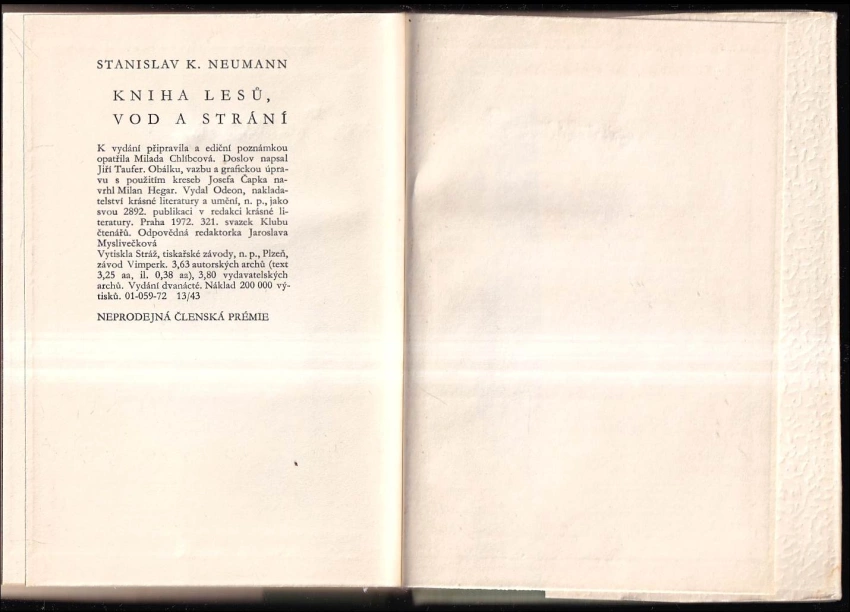 STANISLAV K. NEUMANN
KNIHA LESŮ,
VOD A STRÁNÍ
K vydání připravila a ediční poznámkou
opatřila Milada Chlíbcová. Doslov napsal
Jiří Taufer. Obálku, vazbu a grafickou úpra-
vu s použitím kreseb Josefa Čapka na-
vrhl Milan Hegar. Vydal Odeon, naklada-
telství krásné literatury a umění, n. p., jako
svou 2892. publikaci v redakci krásné li-
teratury. Praha 1972. 321. svazek Klubu
čtenářů. Odpovědná redaktorka Jaroslava
Myslivečková
Vytiskla Stráž, tiskařské závody, n. p., Plzeň,
závod Vimperk. 3,63 autorských archů (text
3,25 aa, il. 0,38 aa), 3,80 vydavatelských
archů. Vydání dvanácté. Náklad 200 000 vý-
tisků. 01-059-72 13/43
NEPRODEJNÁ ČLENSKÁ PRÉMIE